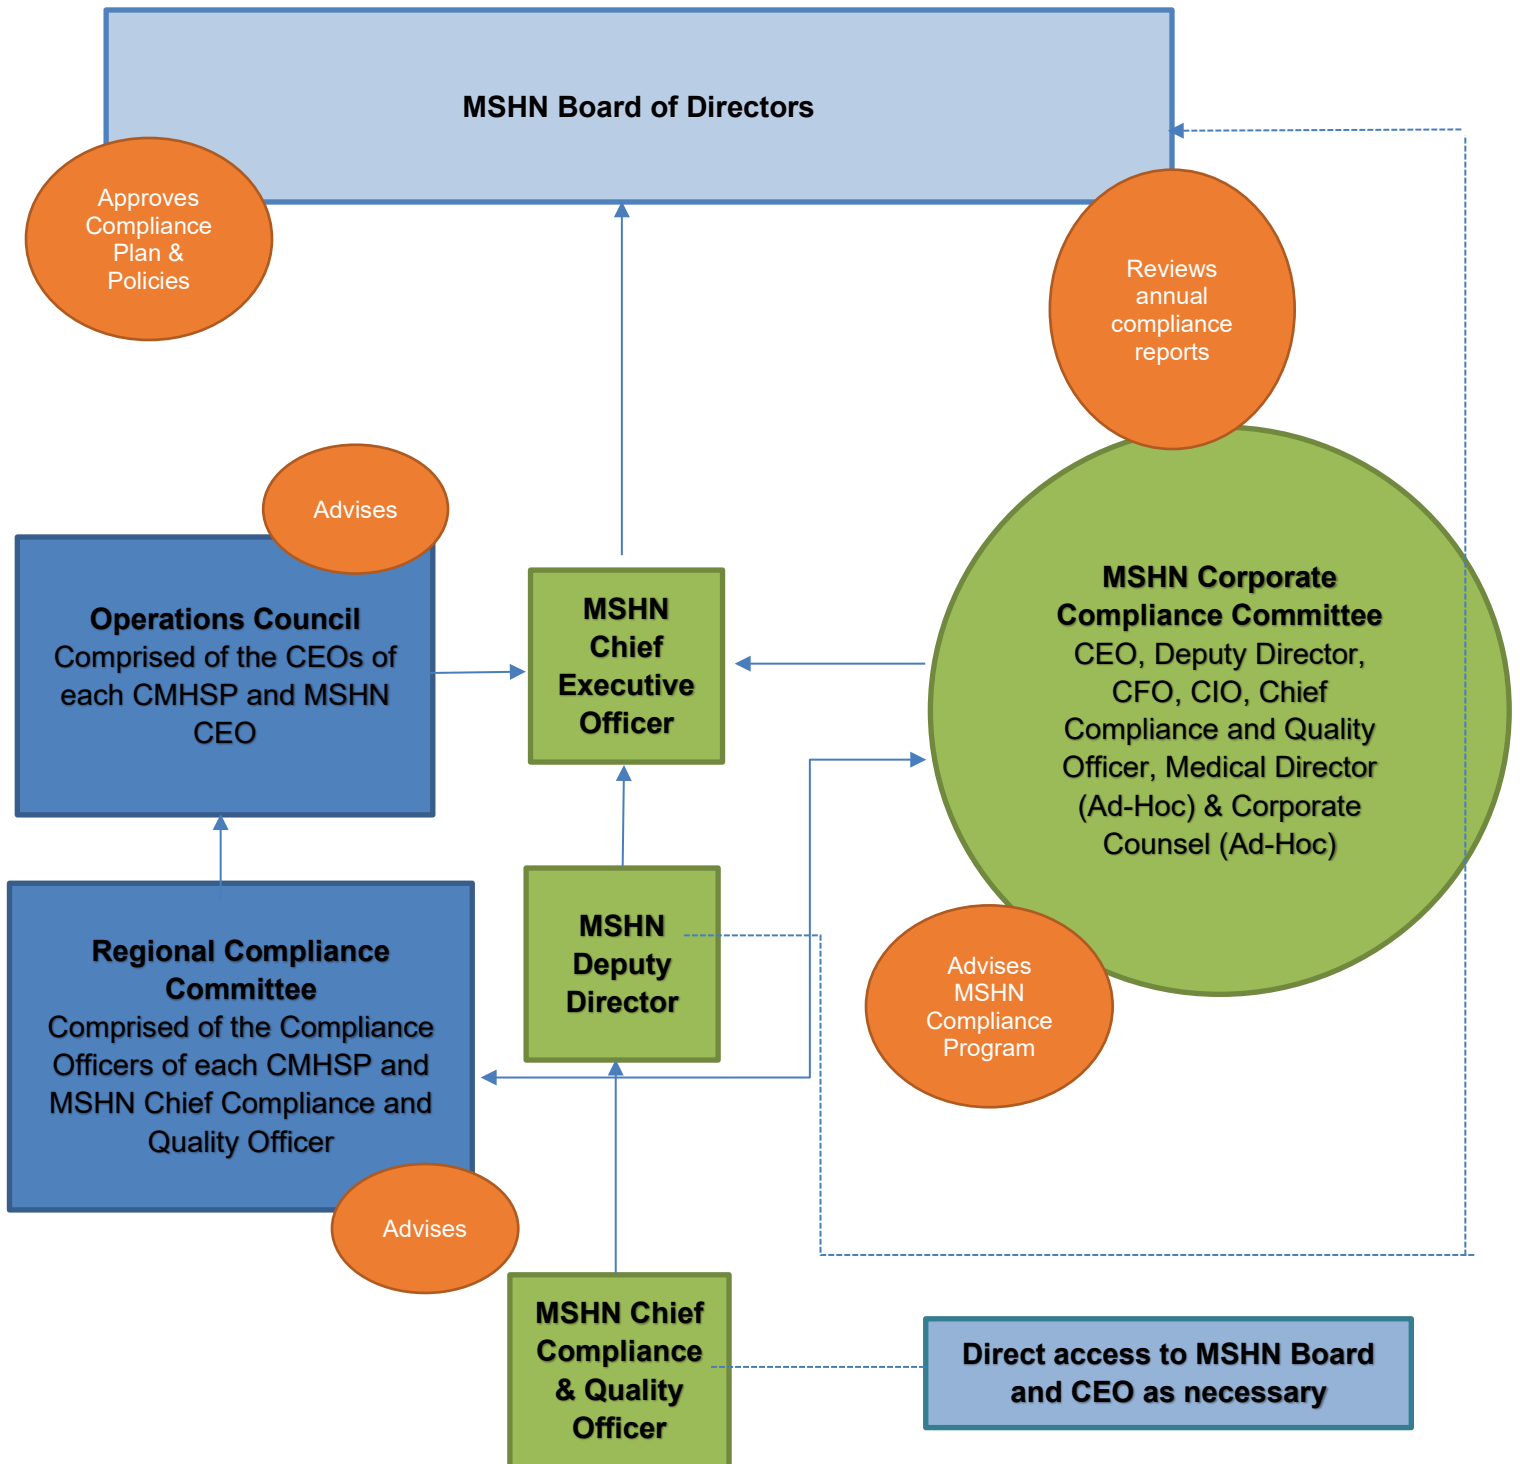 MSHN Board of Directors
Approves
Compliance
Plan &
Policies
Reviews
annual
compliance
reports
Advises
Operations Council
Comprised of the CEOs of
each CMHSP and MSHN
CEO
MSHN
Chief
Executive
Officer
MSHN Corporate
Compliance Committee
CEO, Deputy Director,
CFO, CIO, Chief
Compliance and Quality
Officer, Medical Director
(Ad-Hoc) & Corporate
Counsel (Ad-Hoc)
Regional Compliance
Committee
Comprised of the Compliance
Officers of each CMHSP and
MSHN Chief Compliance and
Quality Officer
MSHN
Deputy
Director
Advises
MSHN
Compliance
Program
Advises
MSHN Chief
Compliance
& Quality
Officer
Direct access to MSHN Board
and CEO as necessary